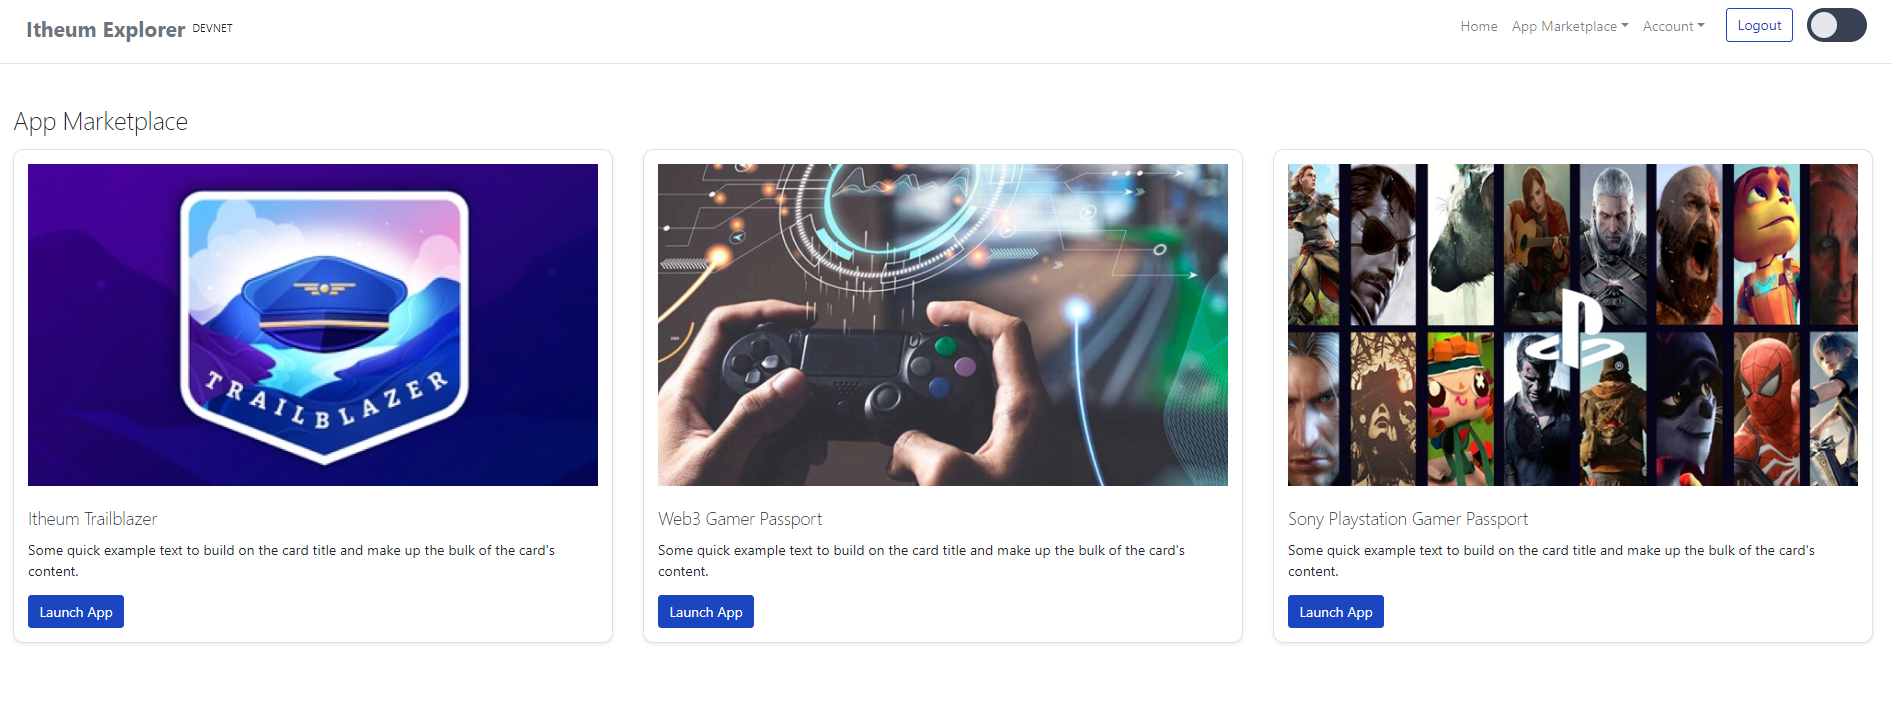 Itheum Explorer DEVNET
Home App Marketplace Account Logout
App Marketplace
TRAILBLAZER
Itheum Trailblazer
Some quick example text to build on the card title and make up the bulk of the card's
content.
Launch App
Web3 Gamer Passport
Some quick example text to build on the card title and make up the bulk of the card's
content.
Launch App
®
Sony Playstation Gamer Passport
Some quick example text to build on the card title and make up the bulk of the card's
content.
Launch App